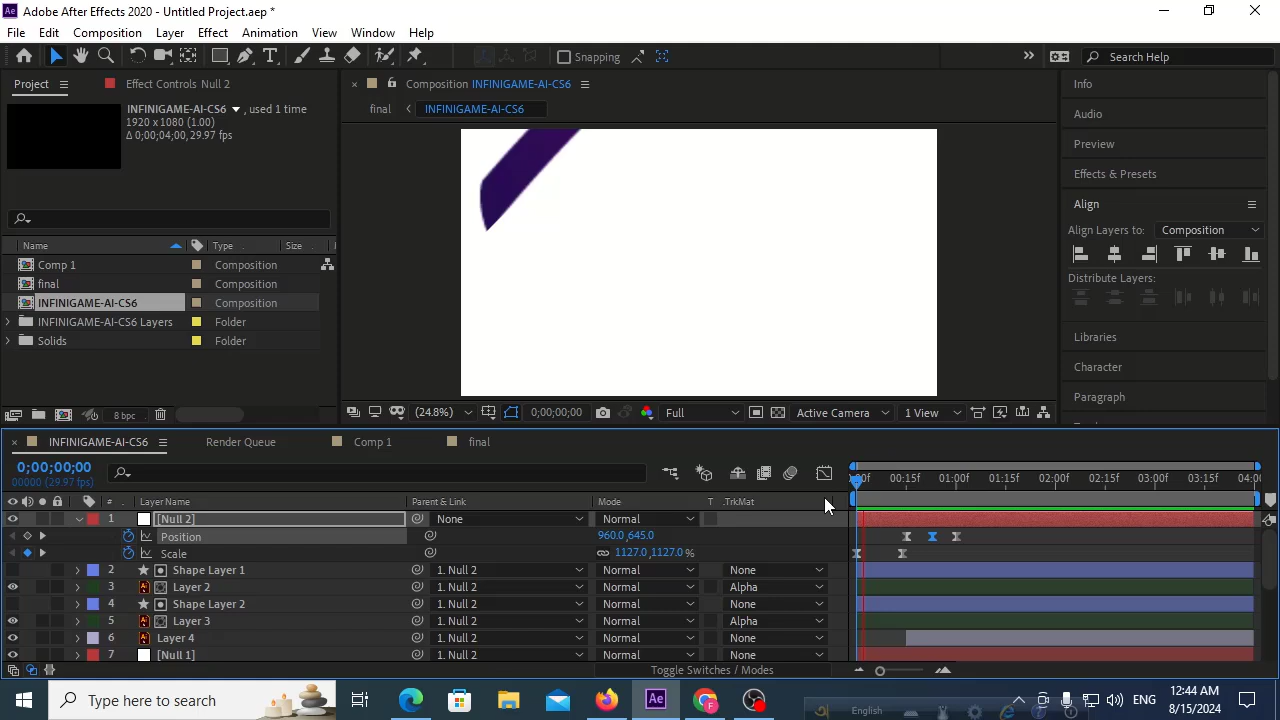 Adobe After Effects 2020 - Untitled Project.aep *
File Edit Composition Layer Effect Animation View Window Help
Snapping
Search Help
Project
Effect Controls Null 2
Composition INFINIGAME-AI-CS6
Info
INFINIGAME-AI-CS6 , used 1 time
1920 x 1080 (1.00)
Δ 0;00;04;00, 29.97 fps
final
INFINIGAME-AI-CS6
Audio
Preview
Effects & Presets
Align
Align Layers to: Composition
Distribute Layers:
Name Type Size
Comp 1 Composition
final Composition
INFINIGAME-AI-CS6 Composition
INFINIGAME-AI-CS6 Layers Folder
Solids Folder
Libraries
Character
Paragraph
8 bpc
(24.8%) 0;00;00;00 Full Active Camera 1 View
INFINIGAME-AI-CS6 Render Queue Comp 1 final
0;00;00;00
00000 (29.97 fps)
00f 00:15f 01:00f 01:15f 02:00f 02:15f 03:00f 03:15f 04:0
# Layer Name Parent & Link Mode T .TrkMat
1 [Null 2] None Normal
Position 960.0,645.0
Scale 1127.0,1127.0 %
2 Shape Layer 1 1. Null 2 Normal None
3 Layer 2 1. Null 2 Normal Alpha
4 Shape Layer 2 1. Null 2 Normal None
5 Layer 3 1. Null 2 Normal Alpha
6 Layer 4 1. Null 2 Normal None
7 [Null 1] 1. Null 2 Normal None
Toggle Switches / Modes
Type here to search
English
ENG
12:44 AM
8/15/2024